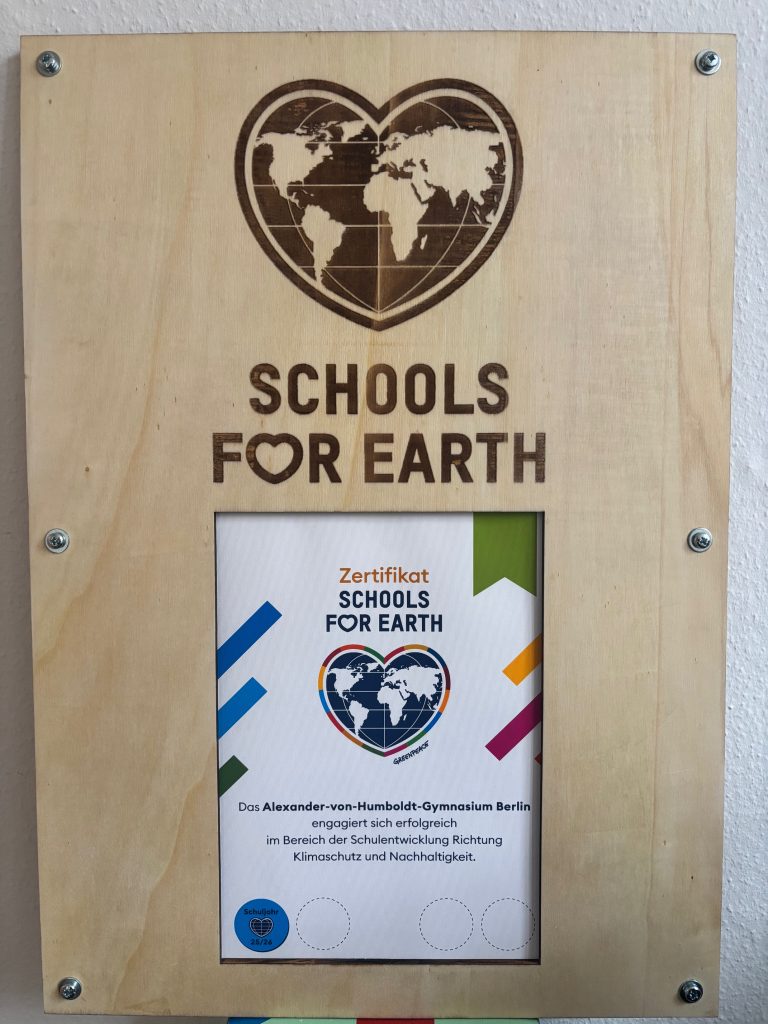 SCHOOLS
FOR EARTH
Zertifikat
SCHOOLS
FOR EARTH
GREENPEACE
Das Alexander-von-Humboldt-Gymnasium Berlin
engagiert sich erfolgreich
im Bereich der Schulentwicklung Richtung
Klimaschutz und Nachhaltigkeit.
Schuljahr
25/26